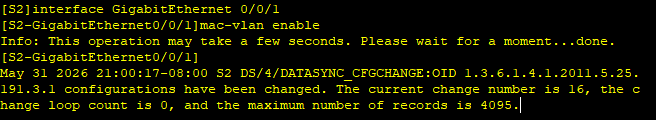 [S2]interface GigabitEthernet 0/0/1
[S2-GigabitEthernet0/0/1]mac-vlan enable
Info: This operation may take a few seconds. Please wait for a moment...done.
[S2-GigabitEthernet0/0/1]
May 31 2026 21:00:17-08:00 S2 DS/4/DATASYNC_CFGCHANGE:OID 1.3.6.1.4.1.2011.5.25.
191.3.1 configurations have been changed. The current change number is 16, the c
hange loop count is 0, and the maximum number of records is 4095.